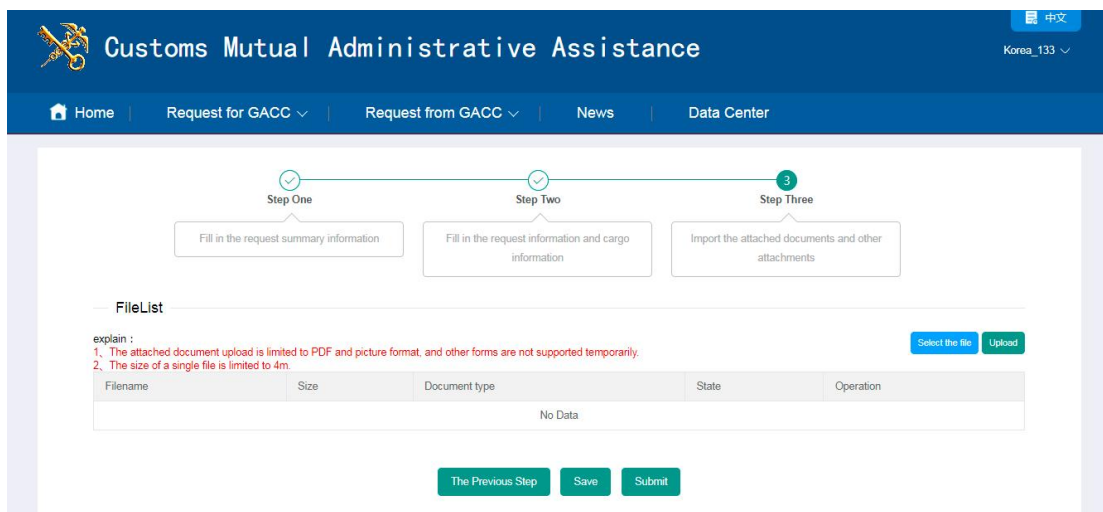 中文
Customs Mutual Administrative Assistance
Korea_133
Home
Request for GACC
Request from GACC
News
Data Center
3
Step One
Step Two
Step Three
Fill in the request summary information
Fill in the request information and cargo
information
Import the attached documents and other
attachments
FileList
explain：
1、The attached document upload is limited to PDF and picture format, and other forms are not supported temporarily.
2、The size of a single file is limited to 4m.
Select the file
Upload
Filename
Size
Document type
State
Operation
No Data
The Previous Step
Save
Submit